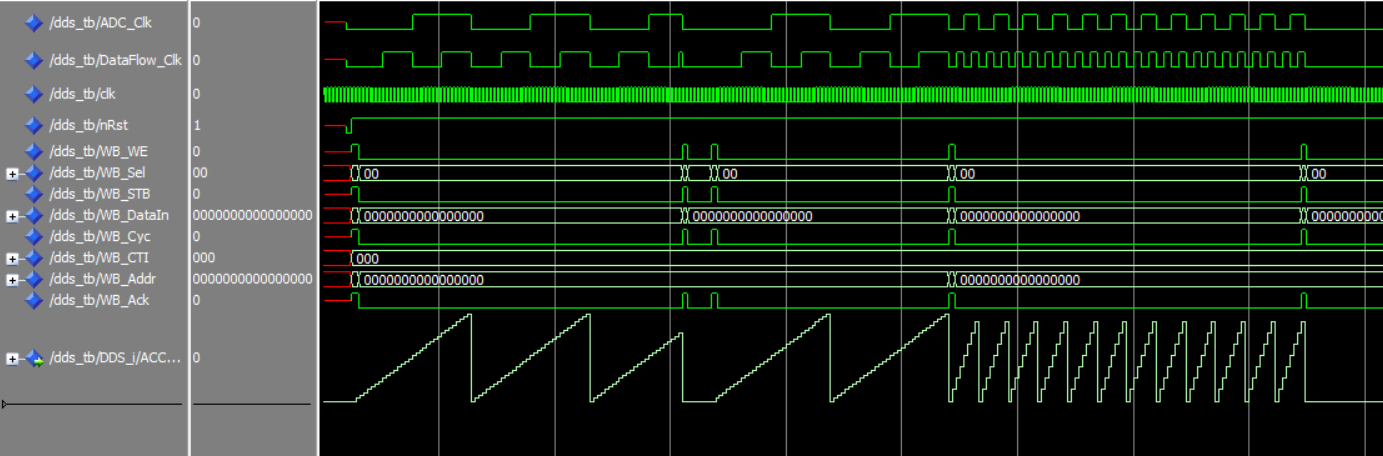 /dds_tb/ADC_Clk 0
/dds_tb/DataFlow_Clk 0
/dds_tb/clk 0
/dds_tb/nRst 1
/dds_tb/WB_WE 0
/dds_tb/WB_Sel 00 00 00 00 00
/dds_tb/WB_STB 0
/dds_tb/WB_DataIn 0000000000000000 0000000000000000 0000000000000000 0000000000000000 0000000000
/dds_tb/WB_Cyc 0
/dds_tb/WB_CTI 000 000
/dds_tb/WB_Addr 0000000000000000 0000000000000000 0000000000000000
/dds_tb/WB_Ack 0
/dds_tb/DDS_i/ACC... 0